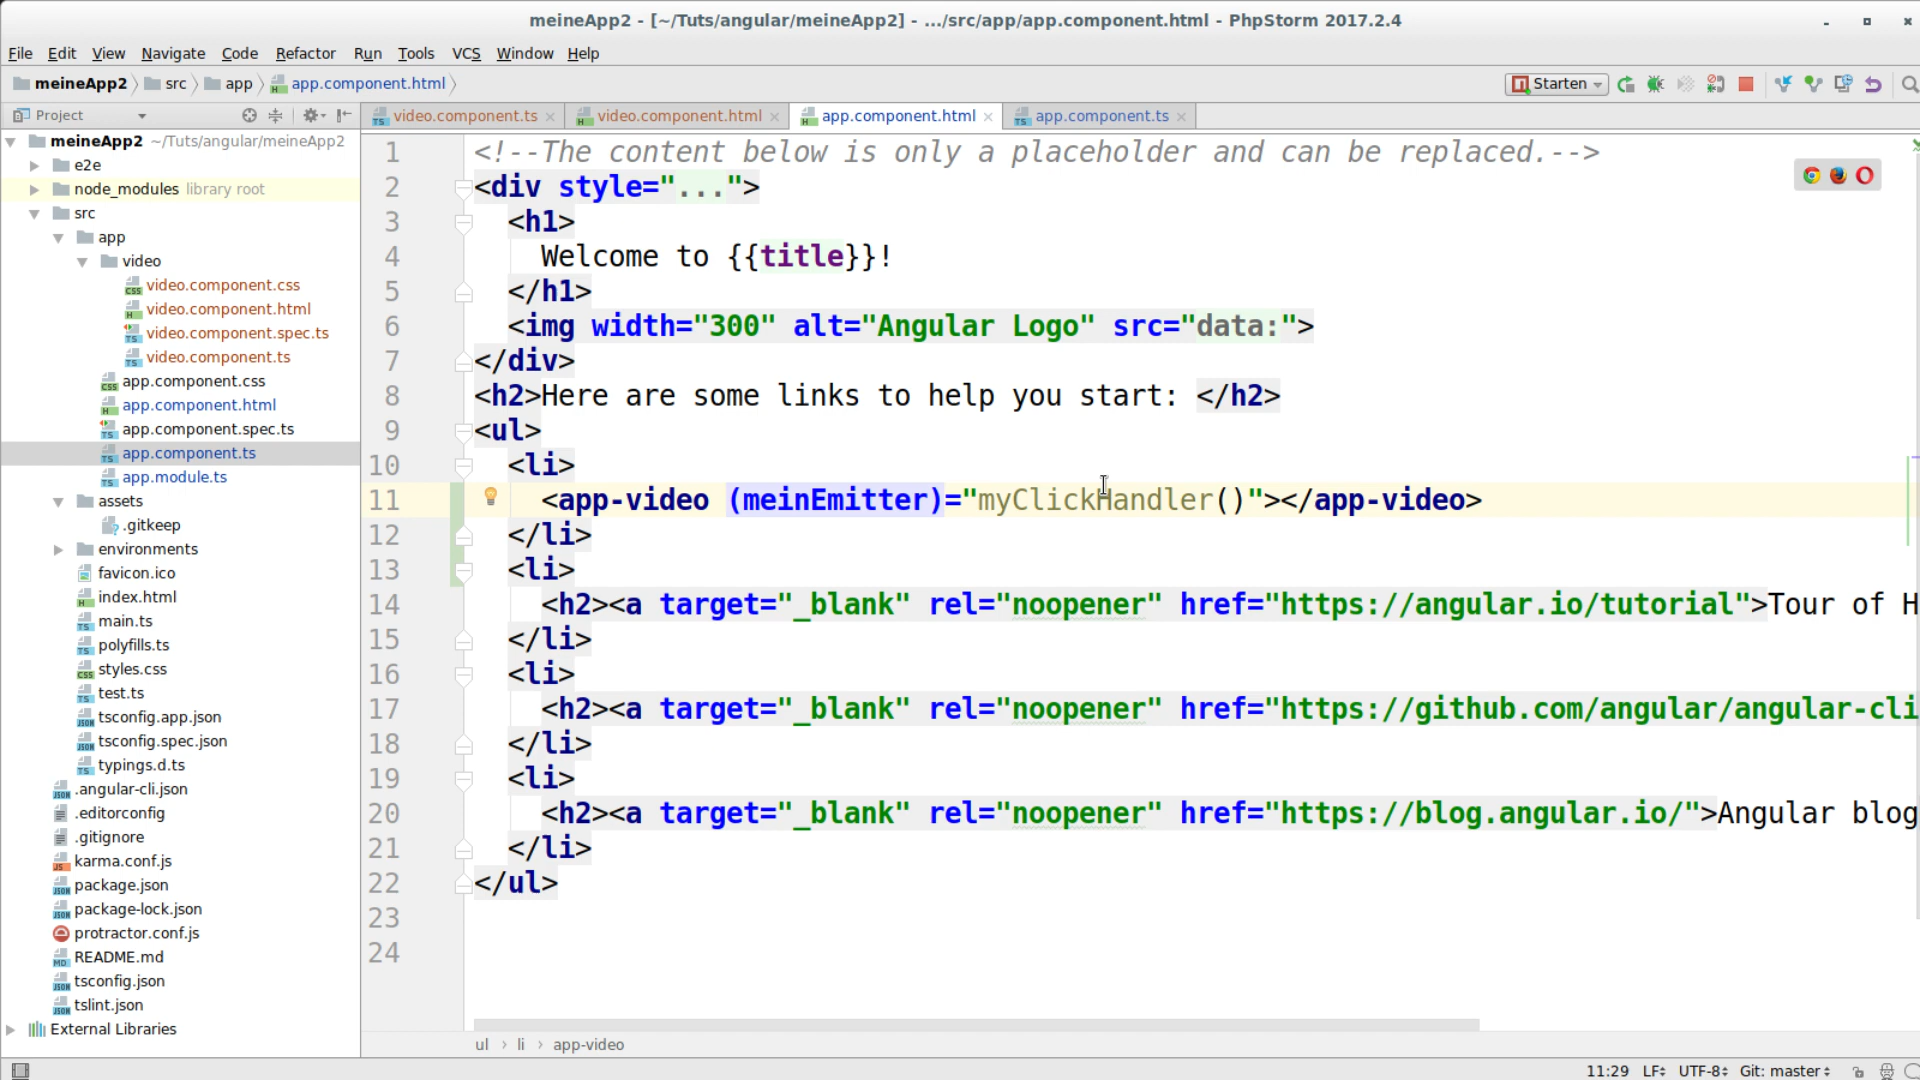 meineApp2 - [~/Tuts/angular/meineApp2] - .../src/app/app.component.html - PhpStorm 2017.2.4
File Edit View Navigate Code Refactor Run Tools VCS Window Help
meineApp2 src app app.component.html Starten
Project video.component.ts video.component.html app.component.html app.component.ts
meineApp2 ~/Tuts/angular/meineApp2
e2e
node_modules library root
src
app
video
video.component.css
video.component.html
video.component.spec.ts
video.component.ts
app.component.css
app.component.html
app.component.spec.ts
app.component.ts
app.module.ts
assets
.gitkeep
environments
favicon.ico
index.html
main.ts
polyfills.ts
styles.css
test.ts
tsconfig.app.json
tsconfig.spec.json
typings.d.ts
.angular-cli.json
.editorconfig
.gitignore
karma.conf.js
package.json
package-lock.json
protractor.conf.js
README.md
tsconfig.json
tslint.json
External Libraries
1 <!--The content below is only a placeholder and can be replaced.-->
2 <div style="...">
3 <h1>
4 Welcome to {{title}}!
5 </h1>
6 <img width="300" alt="Angular Logo" src="data:">
7 </div>
8 <h2>Here are some links to help you start: </h2>
9 <ul>
10 <li>
11 <app-video (meinEmitter)="myClickHandler()"></app-video>
12 </li>
13 <li>
14 <h2><a target="_blank" rel="noopener" href="https://angular.io/tutorial">Tour of H
15 </li>
16 <li>
17 <h2><a target="_blank" rel="noopener" href="https://github.com/angular/angular-cli
18 </li>
19 <li>
20 <h2><a target="_blank" rel="noopener" href="https://blog.angular.io/">Angular blog
21 </li>
22 </ul>
23
24
ul › li › app-video
11:29 LF UTF-8 Git: master